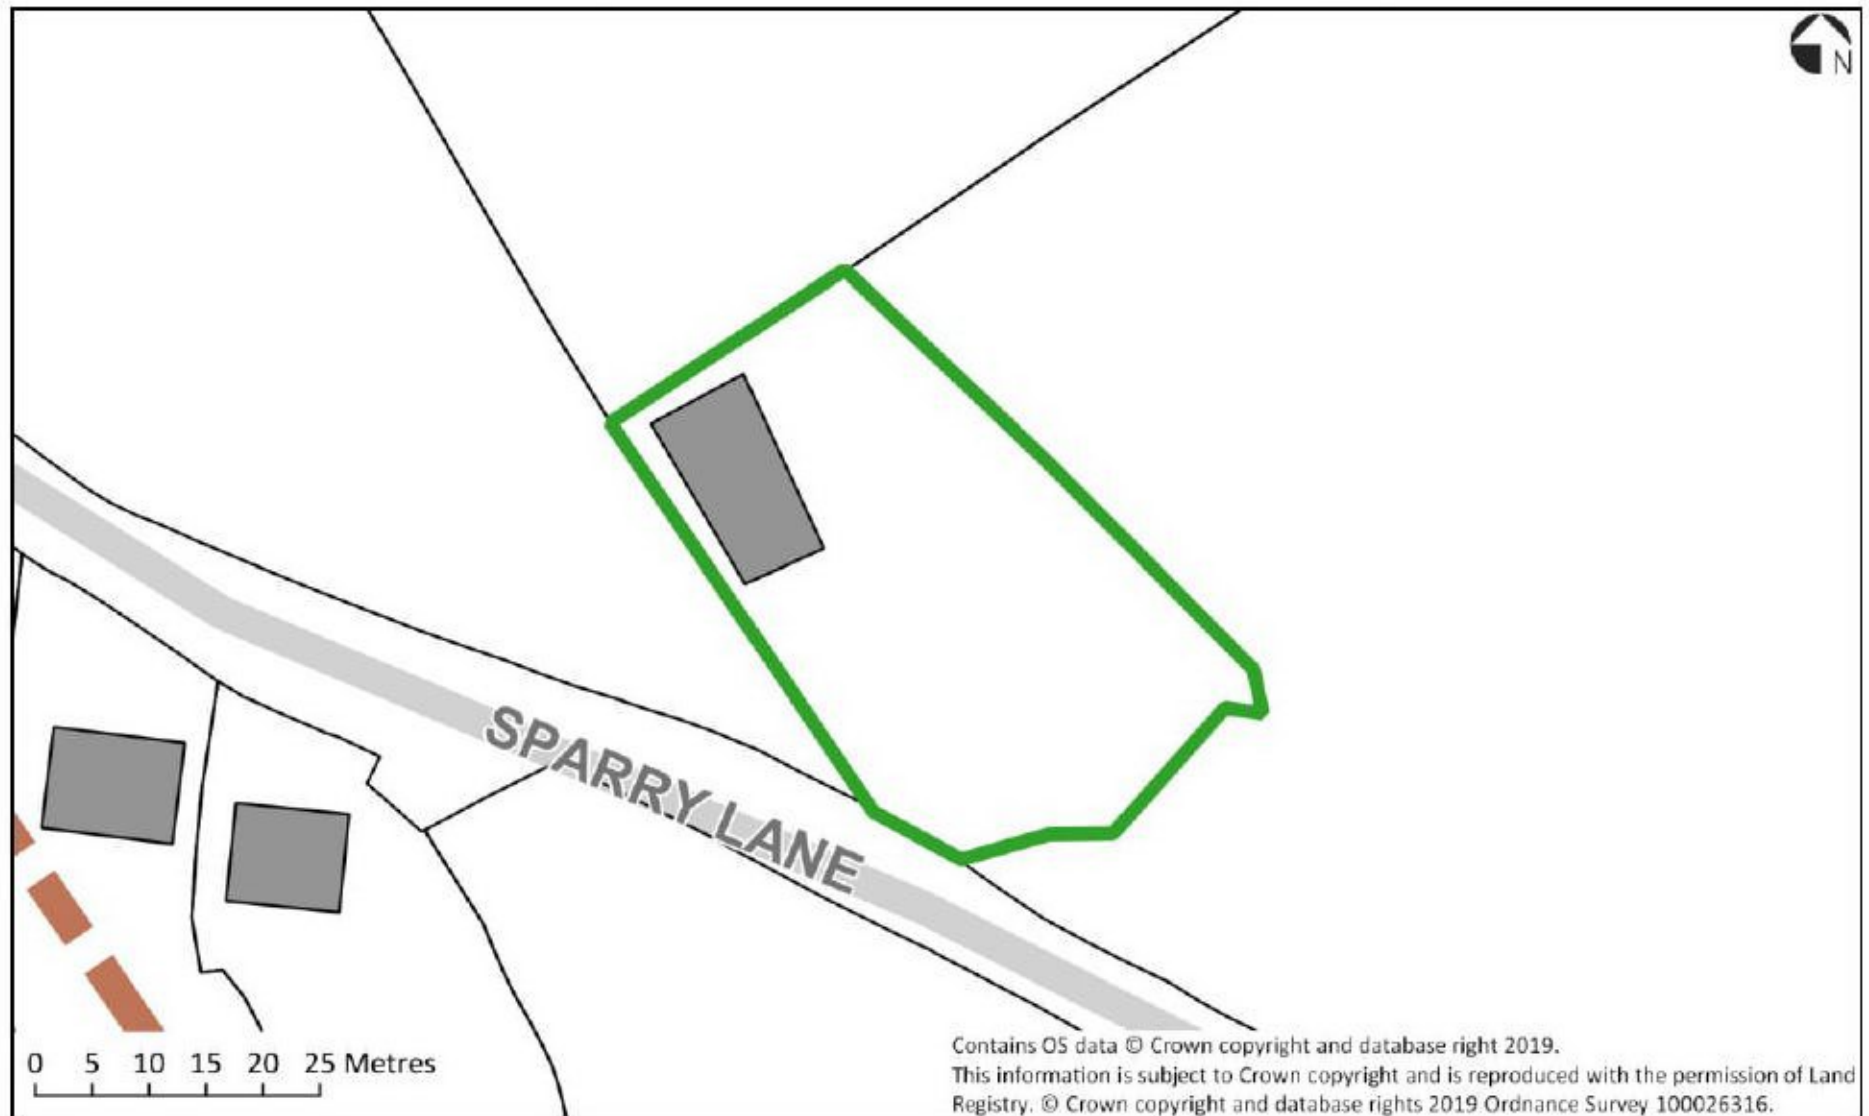 N
SPARRY LANE
0 5 10 15 20 25 Metres
Contains OS data © Crown copyright and database right 2019.
This information is subject to Crown copyright and is reproduced with the permission of Land
Registry. © Crown copyright and database rights 2019 Ordnance Survey 100026316.